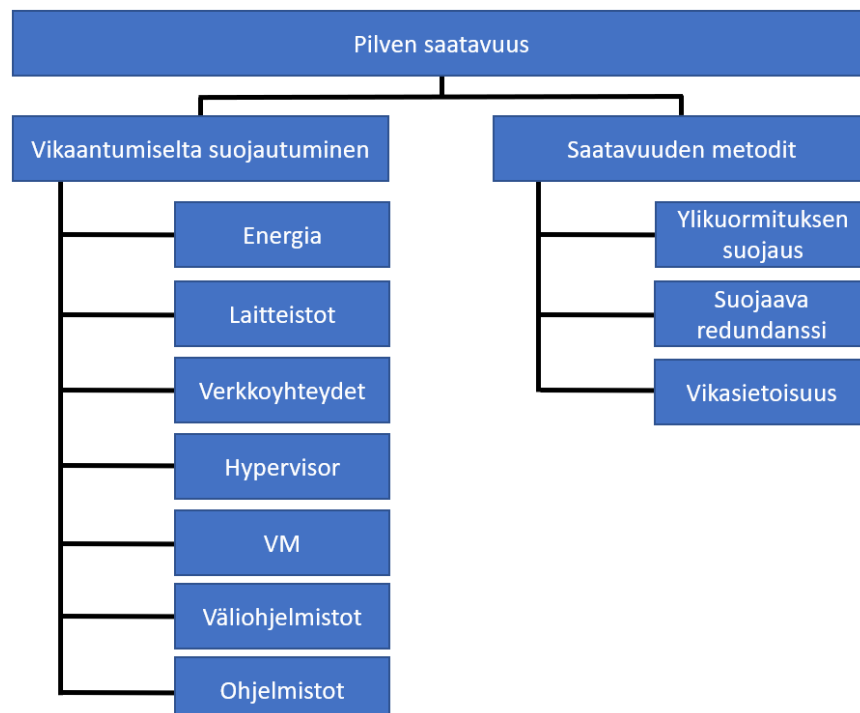 Pilven saatavuus
Vikaantumiselta suojautuminen
Energia
Laitteistot
Verkkoyhteydet
Hypervisor
VM
Väliohjelmistot
Ohjelmistot
Saatavuuden metodit
Ylikuormituksen
suojaus
Suojaava
redundanssi
Vikasietoisuus